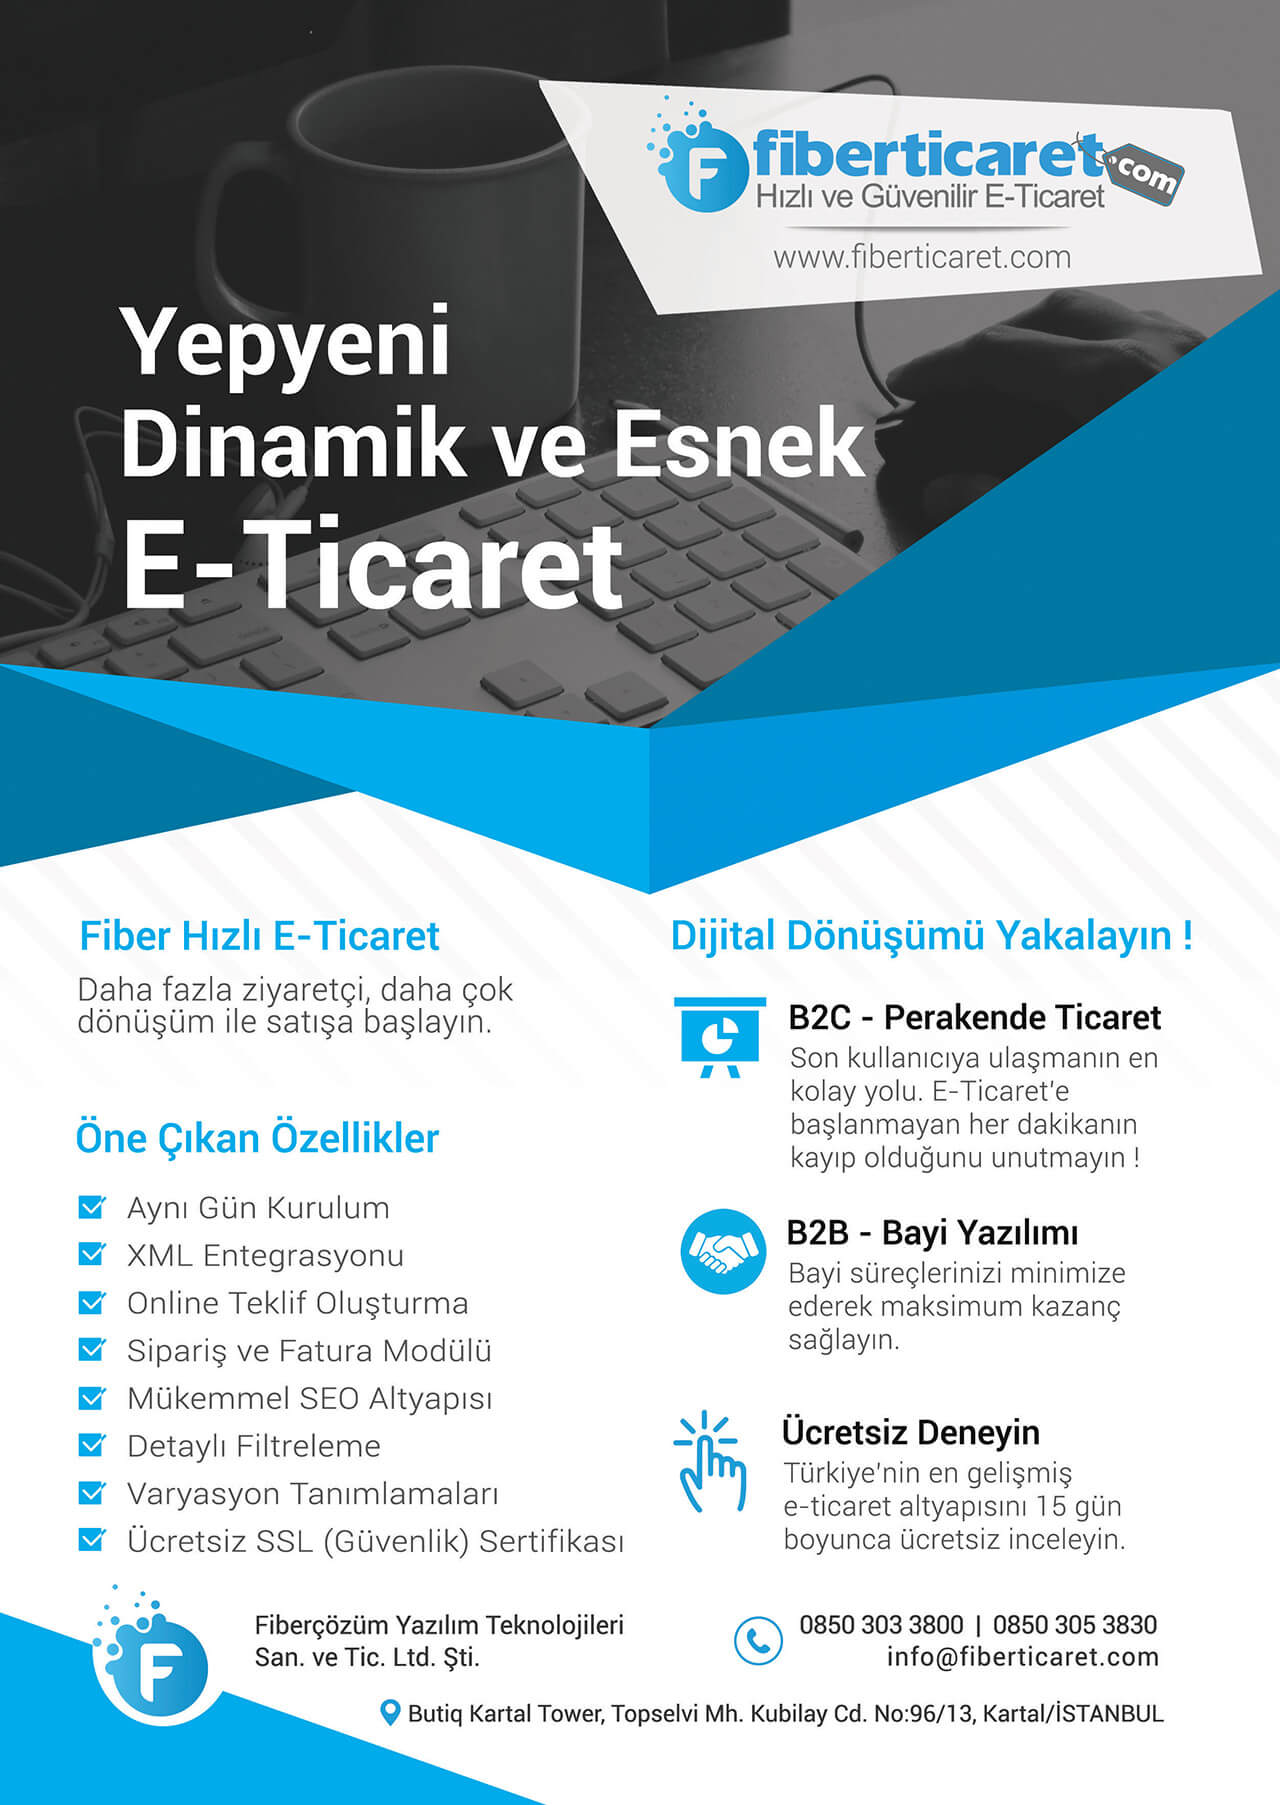 fiberticaret.com
Hızlı ve Güvenilir E-Ticaret
www.fiberticaret.com
Yepyeni
Dinamik ve Esnek
E-Ticaret
Fiber Hızlı E-Ticaret
Daha fazla ziyaretçi, daha çok
dönüşüm ile satışa başlayın.
Öne Çıkan Özellikler
Aynı Gün Kurulum
XML Entegrasyonu
Online Teklif Oluşturma
Sipariş ve Fatura Modülü
Mükemmel SEO Altyapısı
Detaylı Filtreleme
Varyasyon Tanımlamaları
Ücretsiz SSL (Güvenlik) Sertifikası
Dijital Dönüşümü Yakalayın !
B2C - Perakende Ticaret
Son kullanıcıya ulaşmanın en
kolay yolu. E-Ticaret'e
başlanmayan her dakikanın
kayıp olduğunu unutmayın !
B2B - Bayi Yazılımı
Bayi süreçlerinizi minimize
ederek maksimum kazanç
sağlayın.
Ücretsiz Deneyin
Türkiye'nin en gelişmiş
e-ticaret altyapısını 15 gün
boyunca ücretsiz inceleyin.
Fiberçözüm Yazılım Teknolojileri
San. ve Tic. Ltd. Şti.
0850 303 3800 | 0850 305 3830
info@fiberticaret.com
Butiq Kartal Tower, Topselvi Mh. Kubilay Cd. No:96/13, Kartal/İSTANBUL